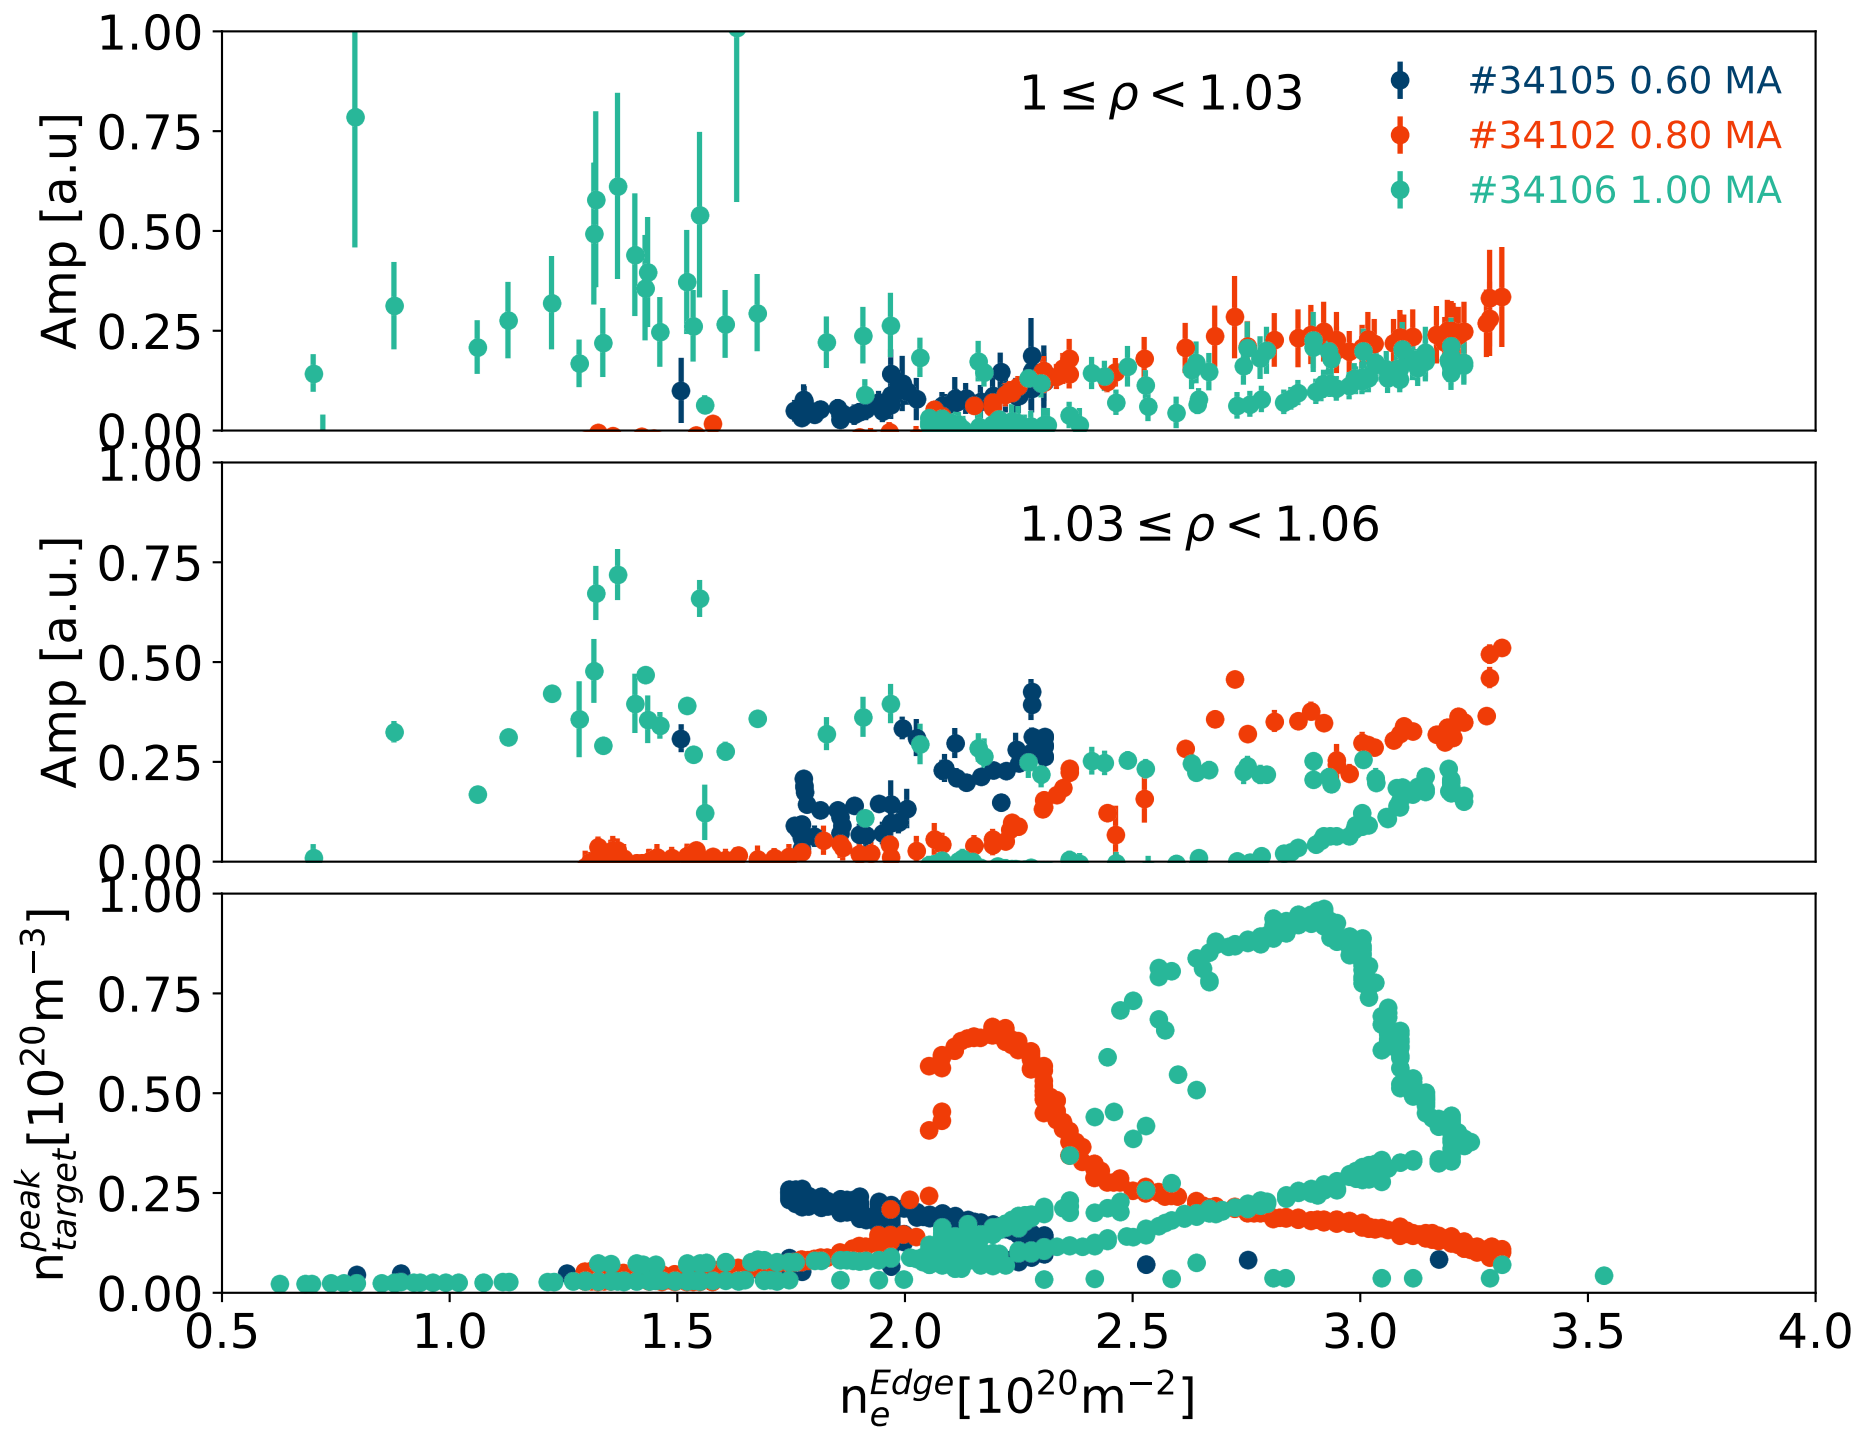 1.00
0.75
0.50
0.25
0.00
Amp [a.u]
1 ≤ ρ < 1.03
#34105 0.60 MA
#34102 0.80 MA
#34106 1.00 MA
1.00
0.75
0.50
0.25
0.00
Amp [a.u.]
1.03 ≤ ρ < 1.06
1.00
0.75
0.50
0.25
0.00
n_{target}^{peak}[10^{20}m^{−3}]
0.5 1.0 1.5 2.0 2.5 3.0 3.5 4.0
n_e^{Edge}[10^{20}m^{−2}]